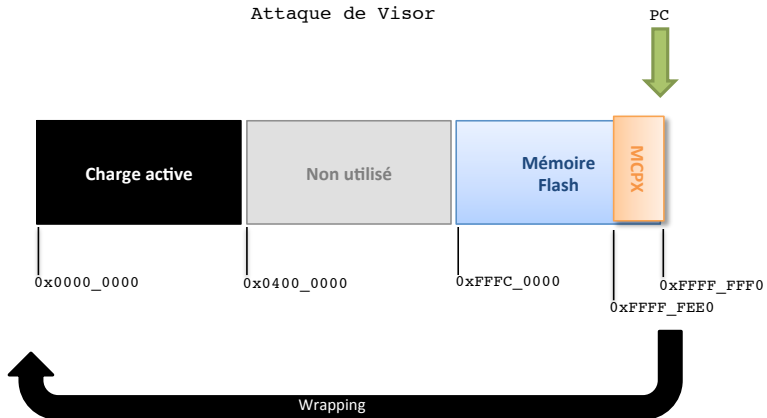 Attaque de Visor
PC
Charge active
Non utilisé
Mémoire
Flash
MCPX
0x0000_0000
0x0400_0000
0xFFFC_0000
0xFFFF_FFF0
0xFFFF_FEE0
Wrapping